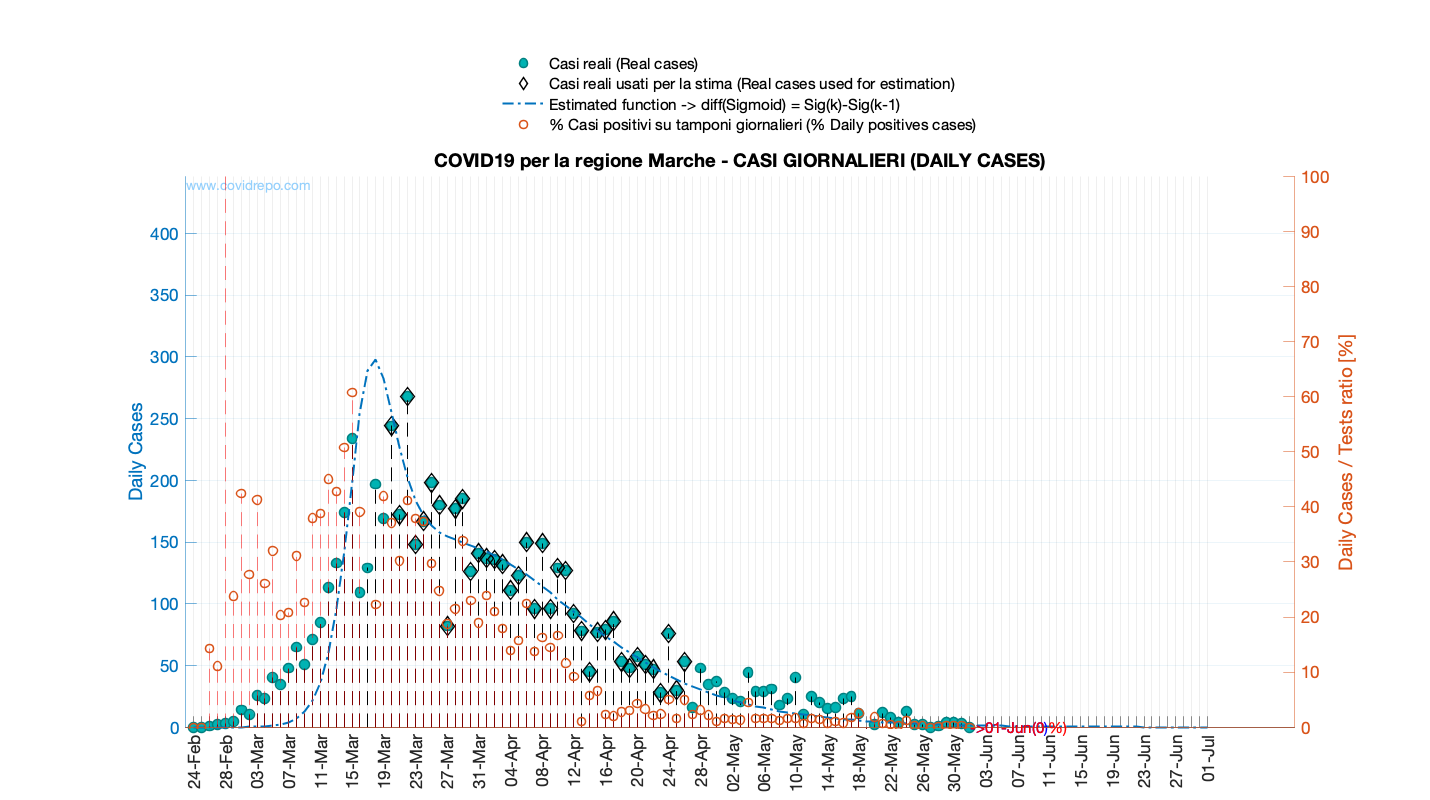 Casi reali (Real cases)
Casi reali usati per la stima (Real cases used for estimation)
Estimated function -> diff(Sigmoid) = Sig(k)-Sig(k-1)
% Casi positivi su tamponi giornalieri (% Daily positives cases)
COVID19 per la regione Marche - CASI GIORNALIERI (DAILY CASES)
www.covidrepo.com
Daily Cases
400
350
300
250
200
150
100
50
0
100
90
80
70
60
50
40
30
20
10
0
Daily Cases / Tests ratio [%]
->01-Jun(0)%)
24-Feb
28-Feb
03-Mar
07-Mar
11-Mar
15-Mar
19-Mar
23-Mar
27-Mar
31-Mar
04-Apr
08-Apr
12-Apr
16-Apr
20-Apr
24-Apr
28-Apr
02-May
06-May
10-May
14-May
18-May
22-May
26-May
30-May
03-Jun
07-Jun
11-Jun
15-Jun
19-Jun
23-Jun
27-Jun
01-Jul